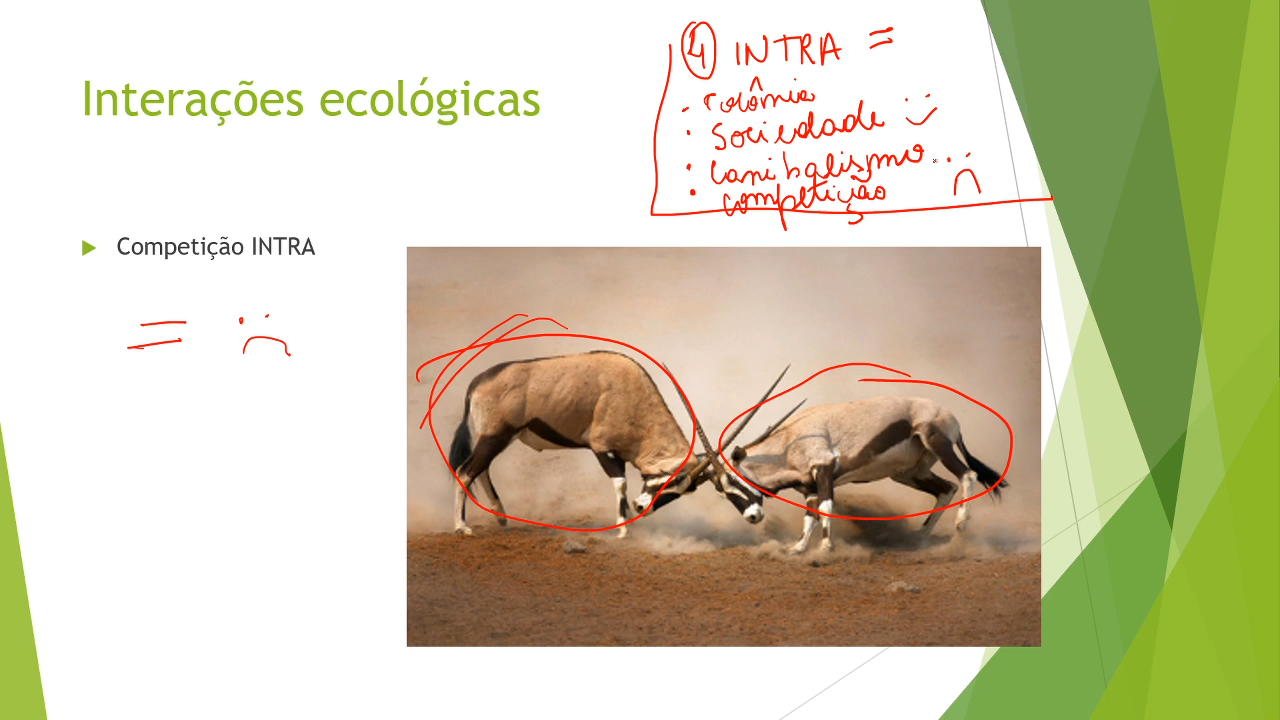 Interações ecológicas
4 INTRA =
• colônia
• Sociedade :)
• Canibalismo
• competição :(
Competição INTRA
= :(